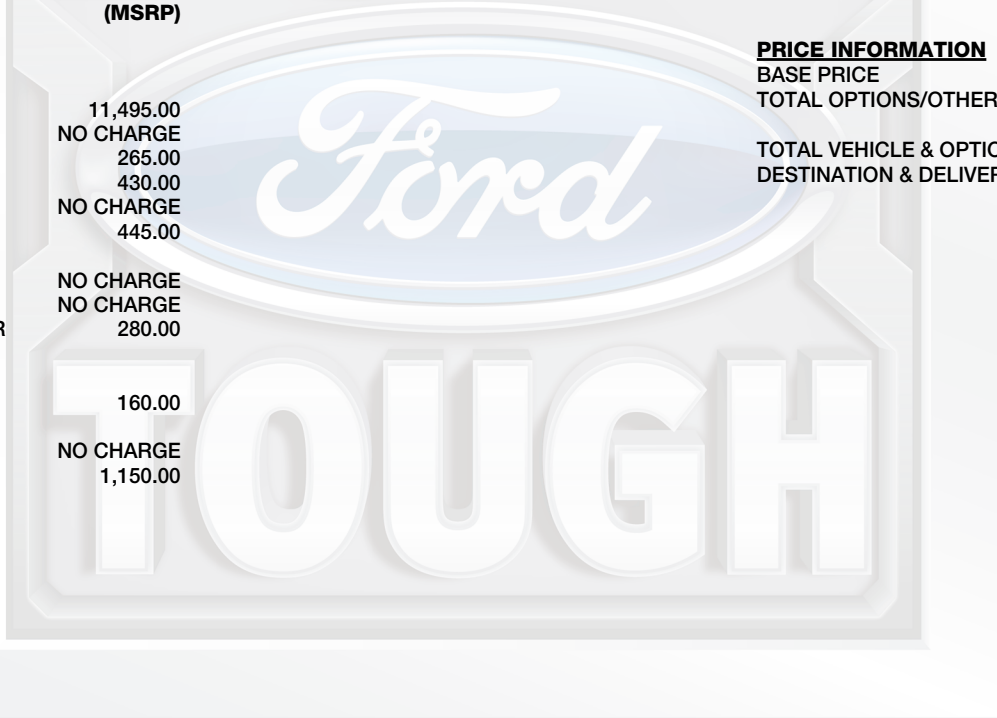 (MSRP)
11,495.00
NO CHARGE
265.00
430.00
NO CHARGE
445.00
NO CHARGE
NO CHARGE
R 280.00
160.00
NO CHARGE
1,150.00
PRICE INFORMATION
BASE PRICE
TOTAL OPTIONS/OTHER
TOTAL VEHICLE & OPTIO
DESTINATION & DELIVER
Ford
TOUGH